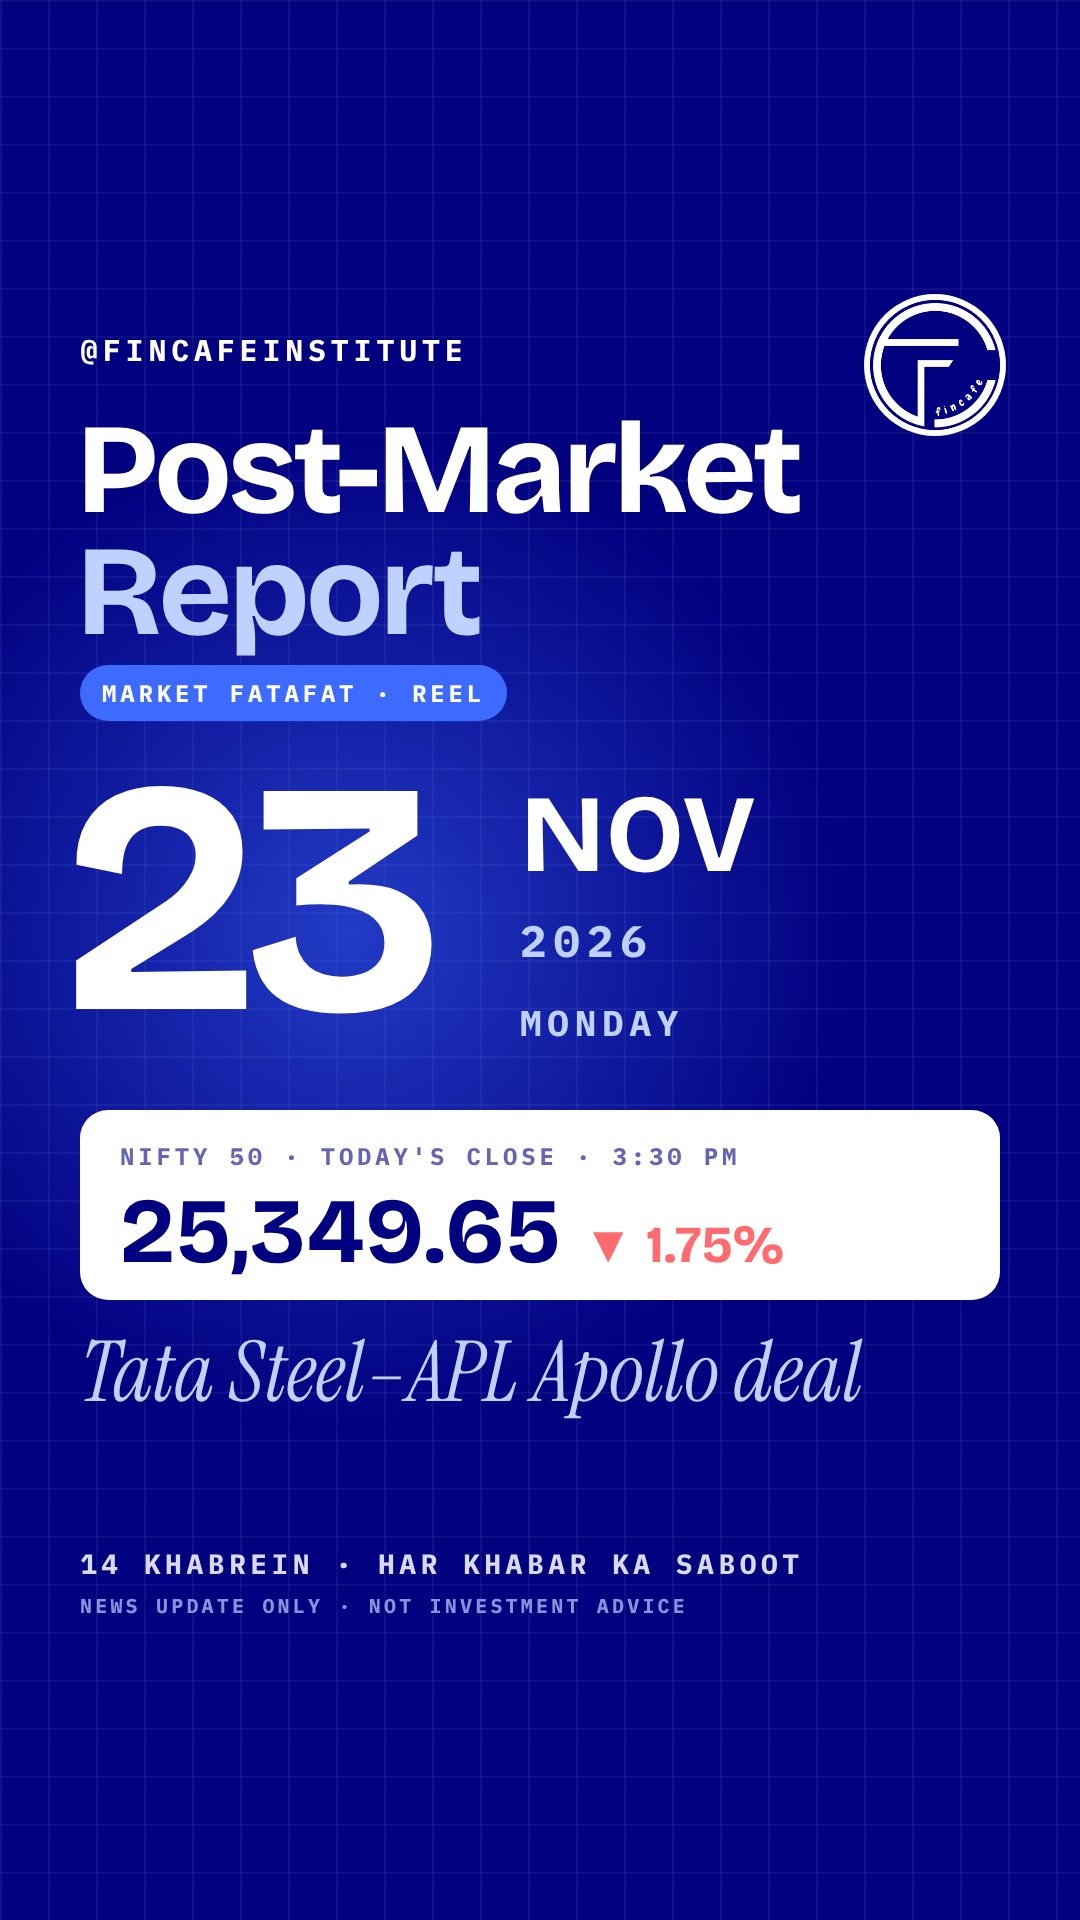 @FINCAFEINSTITUTE
fincafe
Post-Market
Report
MARKET FATAFAT · REEL
23
NOV
2026
MONDAY
NIFTY 50 · TODAY'S CLOSE · 3:30 PM
25,349.65 ▼ 1.75%
Tata Steel–APL Apollo deal
14 KHABREIN · HAR KHABAR KA SABOOT
NEWS UPDATE ONLY · NOT INVESTMENT ADVICE